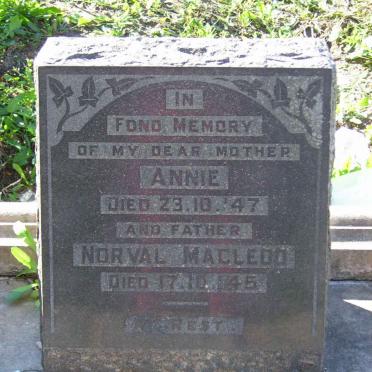 IN
FOND MEMORY
OF MY DEAR MOTHER
ANNIE
DIED 23.10.'47
AND FATHER
NORVAL MACLEOD
DIED 17.10.'45
AT REST.